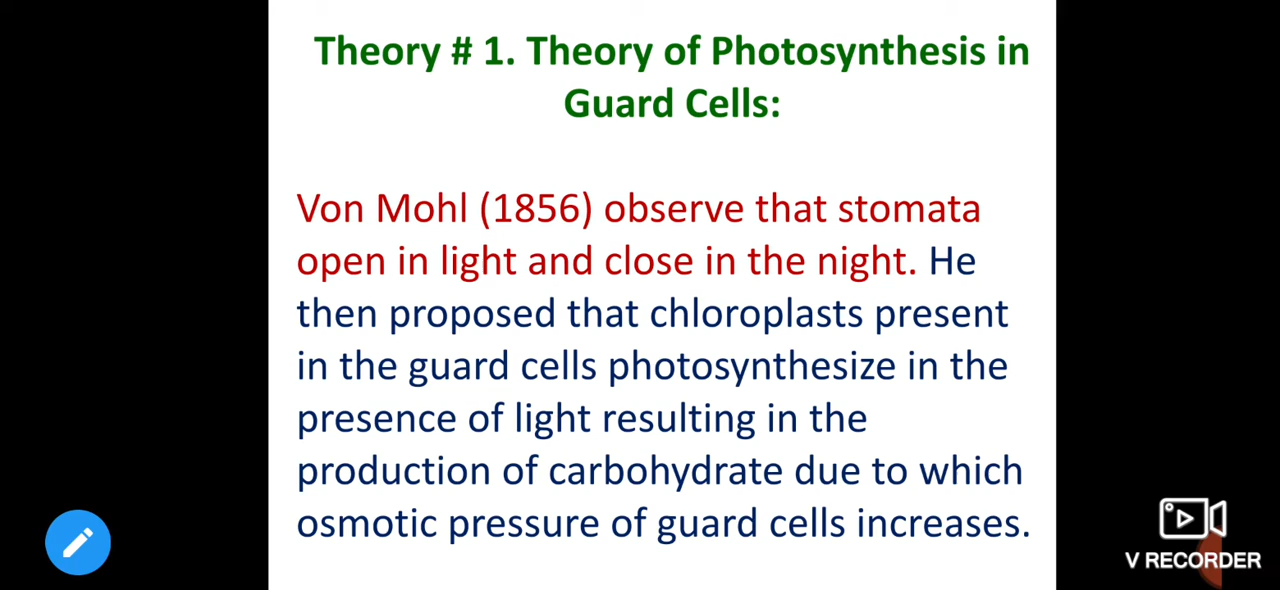 Theory # 1. Theory of Photosynthesis in
Guard Cells:
Von Mohl (1856) observe that stomata
open in light and close in the night. He
then proposed that chloroplasts present
in the guard cells photosynthesize in the
presence of light resulting in the
production of carbohydrate due to which
osmotic pressure of guard cells increases.
V RECORDER